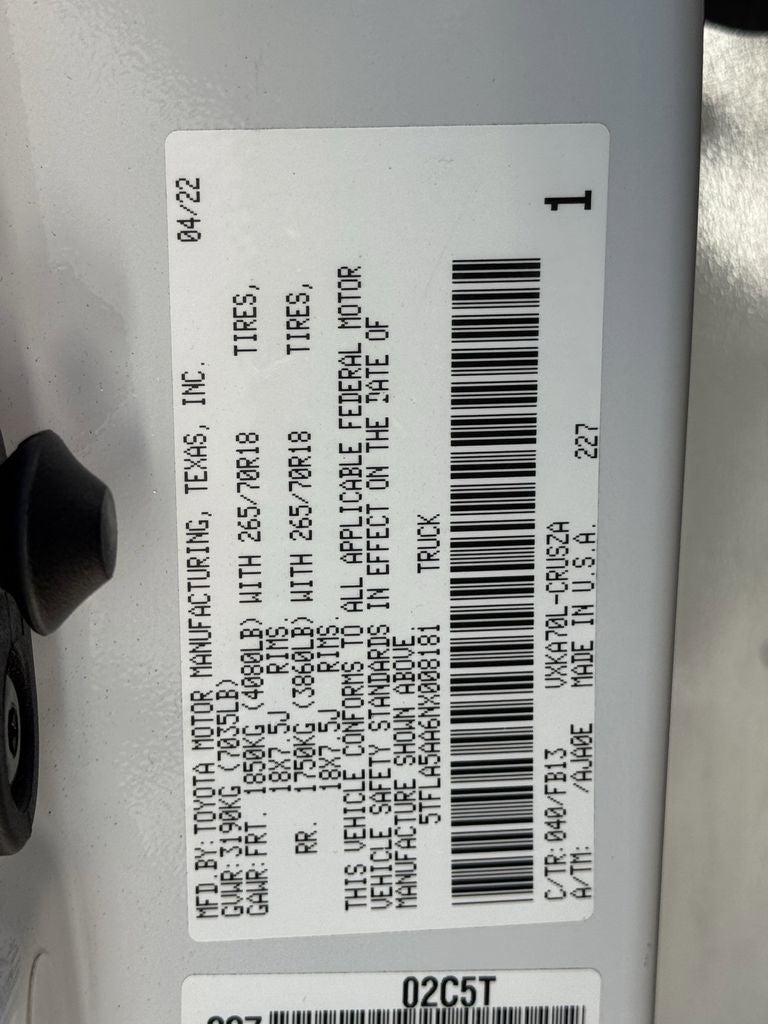 MFD.BY:TOYOTA MOTOR MANUFACTURING, TEXAS, INC. 04/22
GVWR:3190KG (7035LB)
GAWR:FRT. 1850KG (4080LB) WITH 265/70R18 TIRES,
18X7.5J RIMS,
RR. 1750KG (3860LB) WITH 265/70R18 TIRES,
18X7.5J RIMS.
THIS VEHICLE CONFORMS TO ALL APPLICABLE FEDERAL MOTOR
VEHICLE SAFETY STANDARDS IN EFFECT ON THE DATE OF
MANUFACTURE SHOWN ABOVE.
5TFLA5AA6NX008181 TRUCK
C/TR:040/FB13 VXKA70L-CRUSZA
A/TM: /AJA0E MADE IN U.S.A. 227
1
02C5T